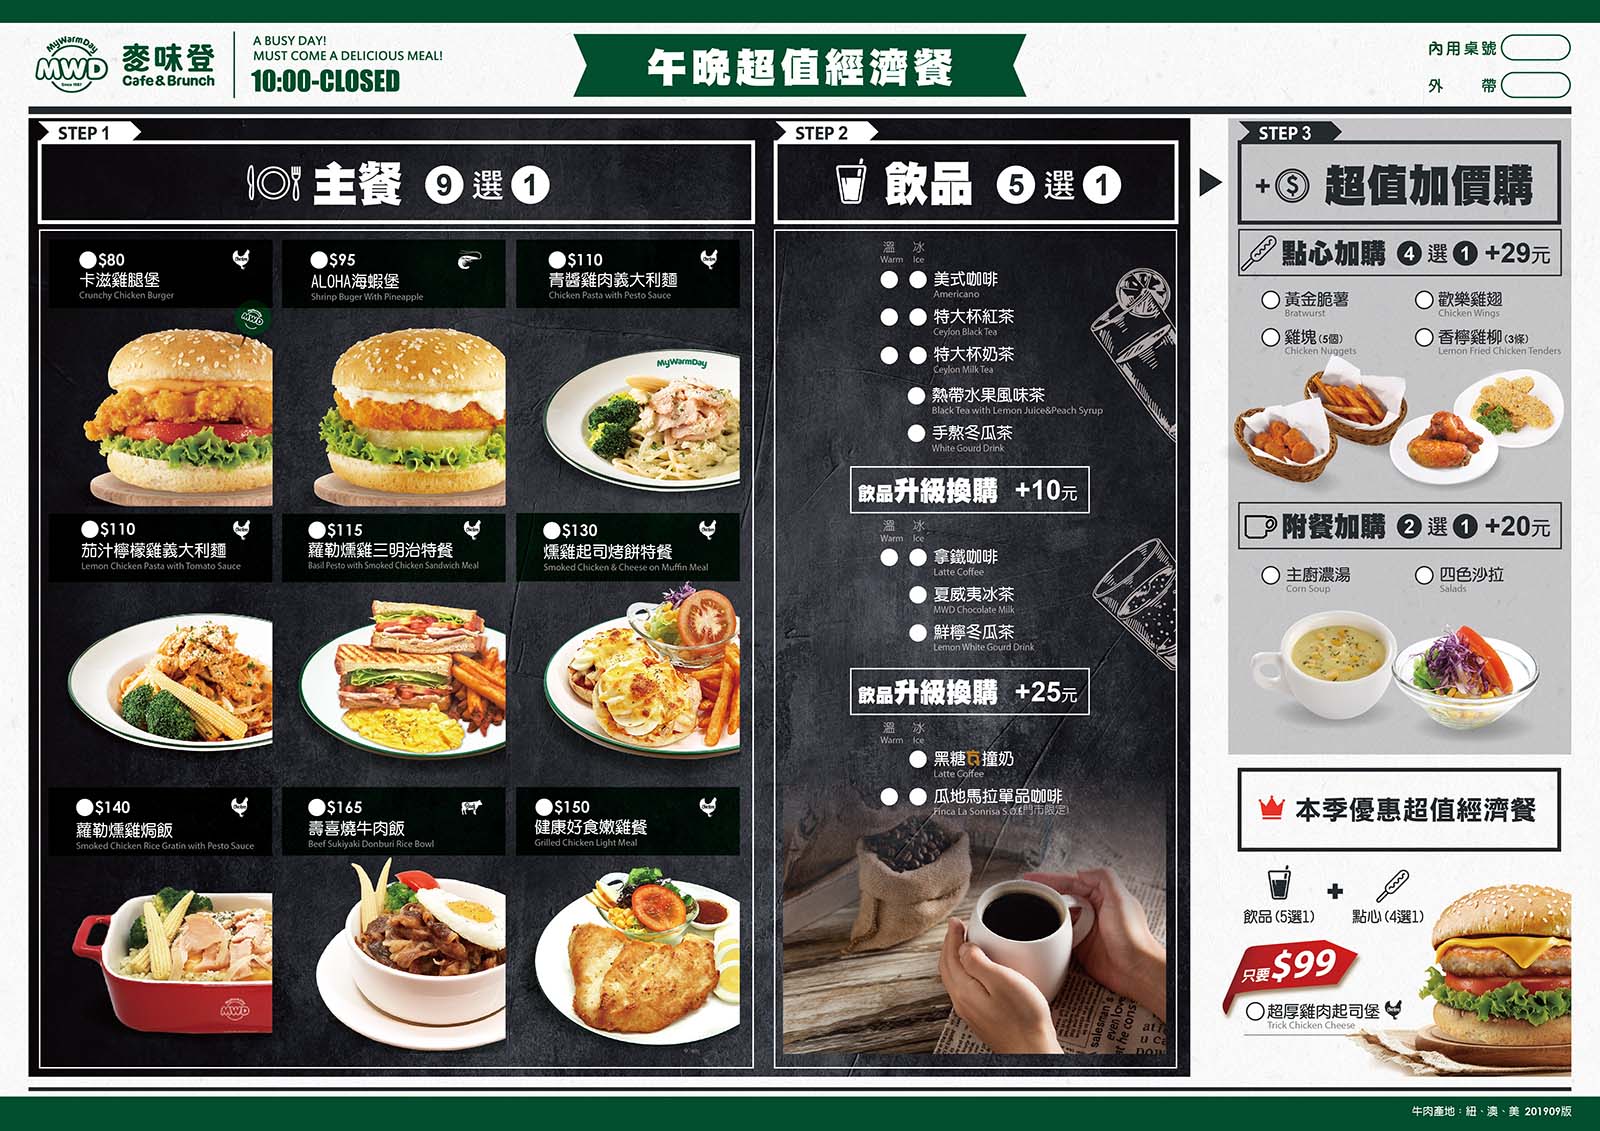 MyWarmDay
MWD
Since 1987
麥味登
Cafe&Brunch
A BUSY DAY!
MUST COME A DELICIOUS MEAL!
10:00-CLOSED
午晚超值經濟餐
內用桌號
外 帶
STEP 1
主餐 9 選 1
$80
卡滋雞腿堡
Crunchy Chicken Burger
Chicken
$95
ALOHA海蝦堡
Shrinp Buger With Pineapple
$110
青醬雞肉義大利麵
Chicken Pasta with Pesto Sauce
Chicken
MWD
MyWarmDay
$110
茄汁檸檬雞義大利麵
Lemon Chicken Pasta with Tomato Sauce
Chicken
$115
蘿勒燻雞三明治特餐
Basil Pesto with Smoked Chicken Sandwich Meal
Chicken
$130
燻雞起司烤餅特餐
Smoked Chicken & Cheese on Muffin Meal
Chicken
$140
蘿勒燻雞焗飯
Smoked Chicken Rice Gratin with Pesto Sauce
Chicken
$165
壽喜燒牛肉飯
Beef Sukiyaki Donburi Rice Bowl
Beef
$150
健康好食嫩雞餐
Grilled Chicken Light Meal
Chicken
MWD
STEP 2
飲品 5 選 1
溫 冰
Warm Ice
美式咖啡
Americano
特大杯紅茶
Ceylon Black Tea
特大杯奶茶
Ceylon Milk Tea
熱帶水果風味茶
Black Tea with Lemon Juice&Peach Syrup
手熬冬瓜茶
White Gourd Drink
飲品升級換購 +10元
溫 冰
Warm Ice
拿鐵咖啡
Latte Coffee
夏威夷冰茶
MWD Chocolate Milk
鮮檸冬瓜茶
Lemon White Gourd Drink
飲品升級換購 +25元
溫 冰
Warm Ice
黑糖ㄉㄨㄞ撞奶
Latte Coffee
瓜地馬拉單品咖啡
Finca La Sonrisa S.O.E(門市限定)
STEP 3
+$ 超值加價購
點心加購 4 選 1 +29元
黃金脆薯
Bratwurst
歡樂雞翅
Chicken Wings
雞塊(5個)
Chicken Nuggets
香檸雞柳(3條)
Lemon Fried Chicken Tenders
附餐加購 2 選 1 +20元
主廚濃湯
Corn Soup
四色沙拉
Salads
本季優惠超值經濟餐
飲品(5選1) + 點心(4選1)
只要$99
超厚雞肉起司堡
Trick Chicken Cheese
牛肉產地：紐、澳、美 201909版